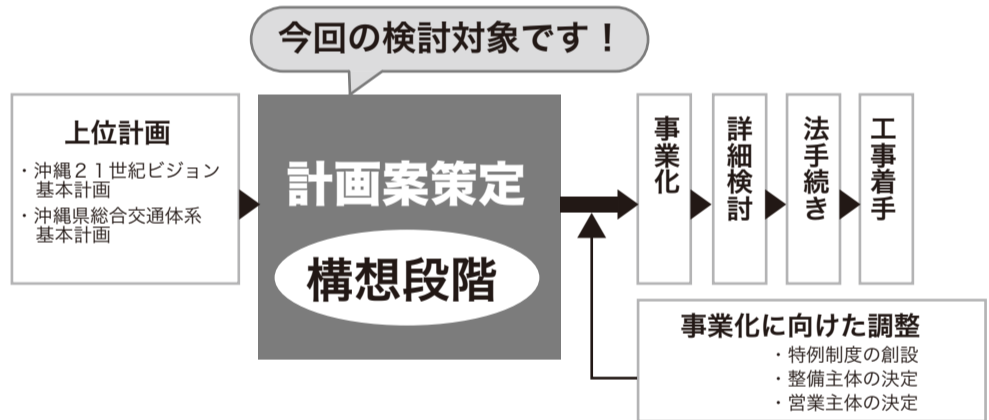 今回の検討対象です！
上位計画
・沖縄２１世紀ビジョン
基本計画
・沖縄県総合交通体系
基本計画
計画案策定
構想段階
事業化
詳細検討
法手続き
工事着手
事業化に向けた調整
・特例制度の創設
・整備主体の決定
・営業主体の決定